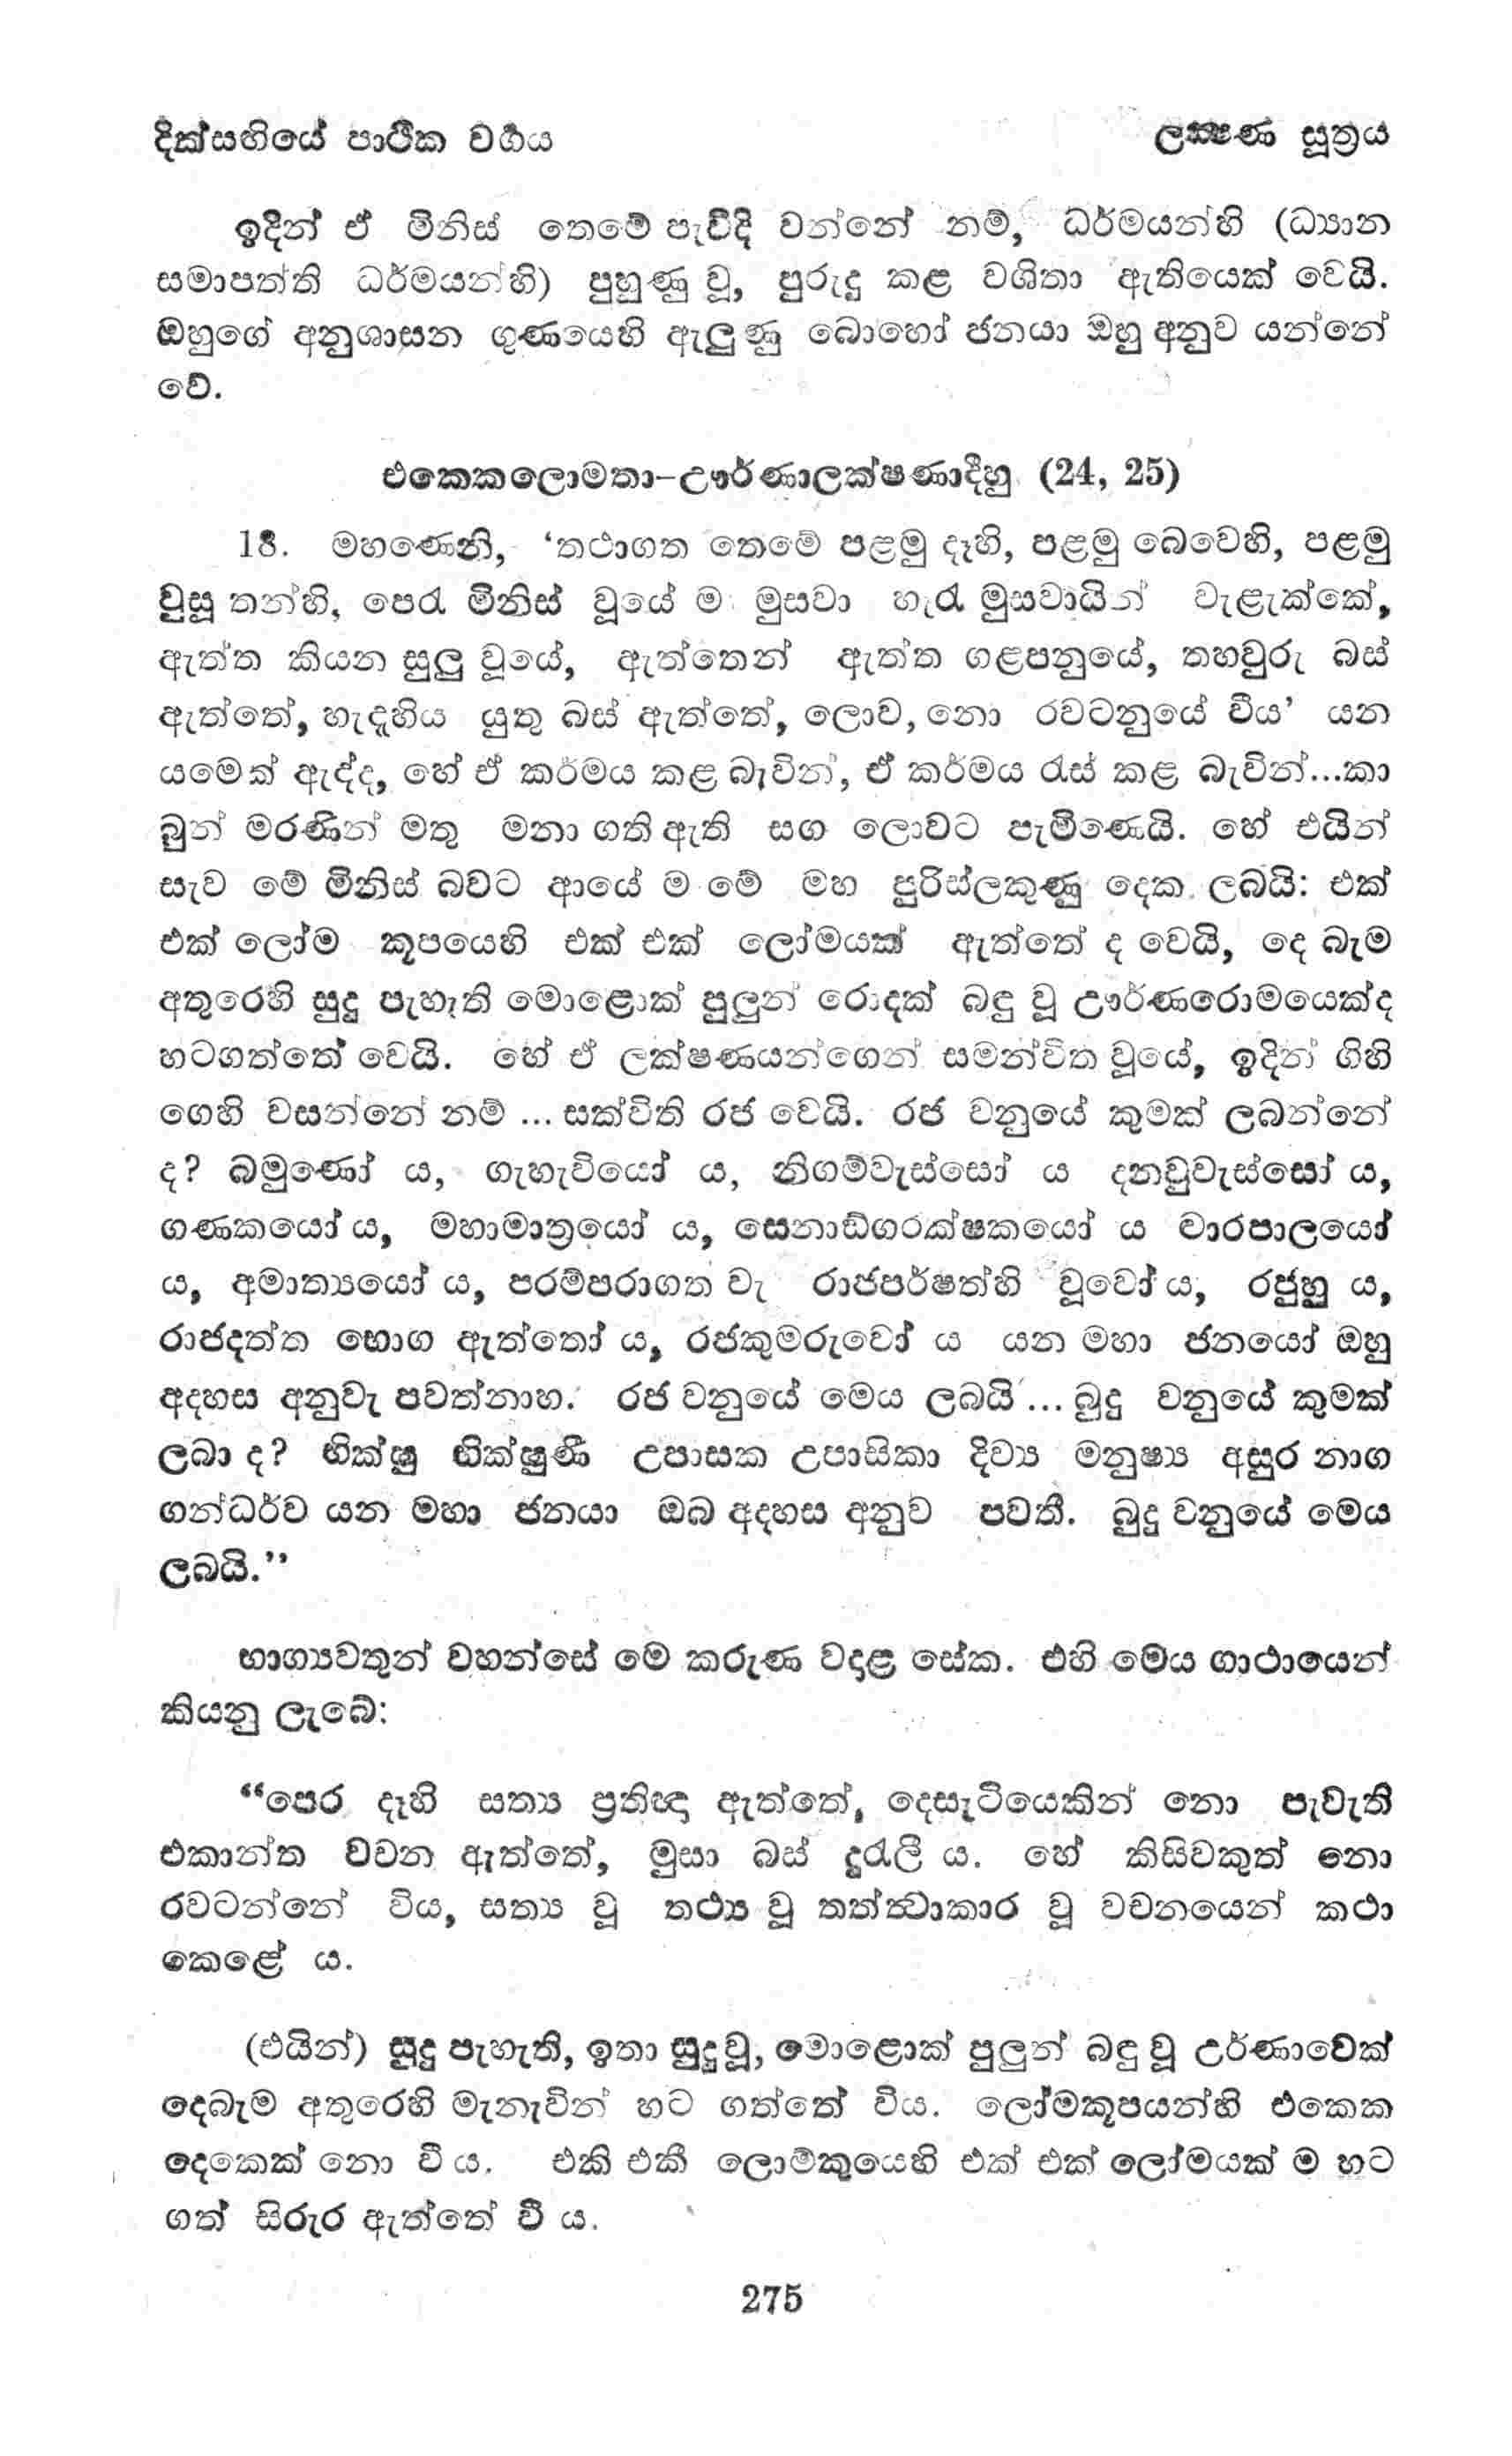 දික්සඟියේ පාර්‍ථික වර්‍ගය
ලක්‍ෂණ සූත්‍රය
ඉදින් ඒ මිනිස් තෙමේ පැවිදි වන්නේ නම්, ධර්මයන්හි (ධ්‍යාන
සමාපත්ති ධර්මයන්හි) පුහුණු වූ, පුරුදු කළ වශිතා ඇතියෙක් වෙයි.
ඔහුගේ අනුශාසන ගුණයෙහි ඇලුණු බොහෝ ජනයා ඔහු අනුව යන්නේ
වේ.
එකෙකලොමතා-ඌර්ණාලක්ෂණාදීහු (24, 25)
18. මහණෙනි, ‘තථාගත තෙමේ පළමු දෑහි, පළමු බෙවෙහි, පළමු
වුසූ තන්හි, පෙරැ මිනිස් වූයේ ම මුසවා හැරැ මුසවායින් වැළැක්කේ,
ඇත්ත කියන සුලු වූයේ, ඇත්තෙන් ඇත්ත ගළපනුයේ, තහවුරු බස්
ඇත්තේ, හැදෑහිය යුතු බස් ඇත්තේ, ලොව, නො රවටනුයේ වීය’ යන
යමෙක් ඇද්ද, හේ ඒ කර්මය කළ බැවින්, ඒ කර්මය රැස් කළ බැවින්...කා
බුන් මරණින් මතු මනා ගති ඇති සග ලොවට පැමිණෙයි. හේ එයින්
සැව මේ මිනිස් බවට ආයේ ම මේ මහ පුරිස්ලකුණු දෙක ලබයි: එක්
එක් ලෝම කූපයෙහි එක් එක් ලෝමයක් ඇත්තේ ද වෙයි, දෙ බැම
අතුරෙහි සුදු පැහැති මොළොක් පුලුන් රොදක් බඳු වූ ඌර්ණරොමයෙක්ද
හටගත්තේ වෙයි. හේ ඒ ලක්ෂණයන්ගෙන් සමන්විත වූයේ, ඉදින් ගිහි
ගෙහි වසන්නේ නම් ... සක්විති රජ වෙයි. රජ වනුයේ කුමක් ලබන්නේ
ද? බමුණෝ ය, ගැහැවියෝ ය, නිගම්වැස්සෝ ය දනවුවැස්සෝ ය,
ගණකයෝ ය, මහාමාත්‍රයෝ ය, සෙනාඞ්ගරක්ෂකයෝ ය ද්‍වාරපාලයෝ
ය, අමාත්‍යයෝ ය, පරම්පරාගත වැ රාජපර්ෂත්හි වූවෝ ය, රජුහු ය,
රාජදත්ත භොග ඇත්තෝ ය, රජකුමරුවෝ ය යන මහා ජනයෝ ඔහු
අදහස අනුවැ පවත්නාහ. රජ වනුයේ මෙය ලබයි ... බුදු වනුයේ කුමක්
ලබා ද? භික්ෂු භික්ෂුණී උපාසක උපාසිකා දිව්‍ය මනුෂ්‍ය අසුර නාග
ගන්ධර්ව යන මහා ජනයා ඔබ අදහස අනුව පවතී. බුදු වනුයේ මෙය
ලබයි.”
භාග්‍යවතුන් වහන්සේ මෙ කරුණ වදාළ සේක. එහි මෙය ගාථායෙන්
කියනු ලැබේ:
“පෙර දෑහි සත්‍ය ප්‍රතිඥා ඇත්තේ, දෙසැටියෙකින් නො පැවැති
එකාන්ත වචන ඇත්තේ, මුසා බස් දුරැලී ය. හේ කිසිවකුත් නො
රවටන්නේ විය, සත්‍ය වූ තථ්‍ය වූ තත්ත්‍වාකාර වූ වචනයෙන් කථා
කෙළේ ය.
(එයින්) සුදු පැහැති, ඉතා සුදු වූ, මොළොක් පුලුන් බඳු වූ උර්ණාවෙක්
දෙබැම අතුරෙහි මැනැවින් හට ගත්තේ විය. ලෝමකූපයන්හි එකෙක
දෙකෙක් නො වී ය. එකි එකී ලොම්කුයෙහි එක් එක් ලෝමයක් ම හට
ගත් සිරුර ඇත්තේ වී ය.
275